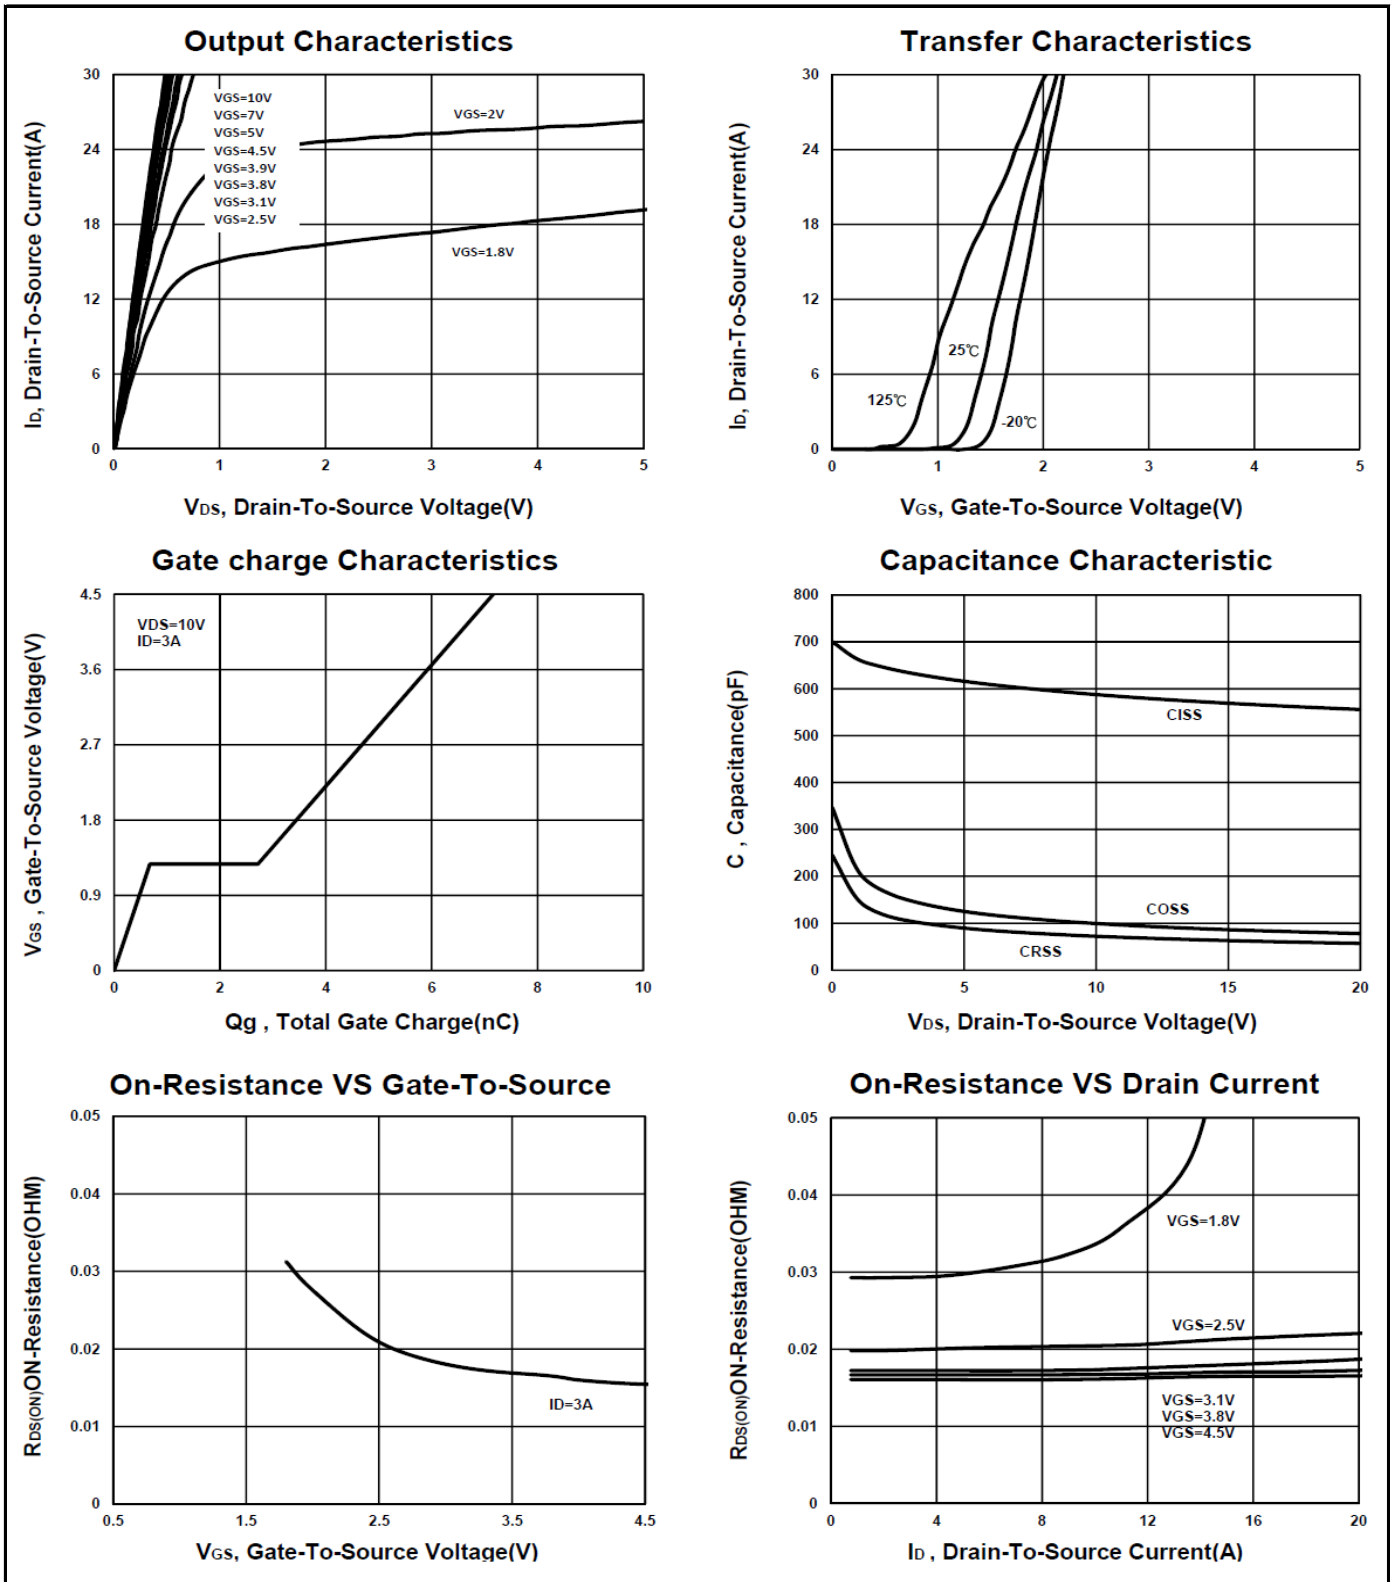 Output Characteristics
30
24
18
12
6
0
0
1
2
3
4
5
VGS=10V
VGS=7V
VGS=5V
VGS=4.5V
VGS=3.9V
VGS=3.8V
VGS=3.1V
VGS=2.5V
VGS=2V
VGS=1.8V
ID, Drain-To-Source Current(A)
VDS, Drain-To-Source Voltage(V)
Transfer Characteristics
30
24
18
12
6
0
0
1
2
3
4
5
25℃
125℃
-20℃
ID, Drain-To-Source Current(A)
VGS, Gate-To-Source Voltage(V)
Gate charge Characteristics
4.5
3.6
2.7
1.8
0.9
0
0
2
4
6
8
10
VDS=10V
ID=3A
VGS , Gate-To-Source Voltage(V)
Qg , Total Gate Charge(nC)
Capacitance Characteristic
800
700
600
500
400
300
200
100
0
0
5
10
15
20
CISS
COSS
CRSS
C , Capacitance(pF)
VDS, Drain-To-Source Voltage(V)
On-Resistance VS Gate-To-Source
0.05
0.04
0.03
0.02
0.01
0
0.5
1.5
2.5
3.5
4.5
ID=3A
RDS(ON)ON-Resistance(OHM)
VGS, Gate-To-Source Voltage(V)
On-Resistance VS Drain Current
0.05
0.04
0.03
0.02
0.01
0
0
4
8
12
16
20
VGS=1.8V
VGS=2.5V
VGS=3.1V
VGS=3.8V
VGS=4.5V
RDS(ON)ON-Resistance(OHM)
ID , Drain-To-Source Current(A)